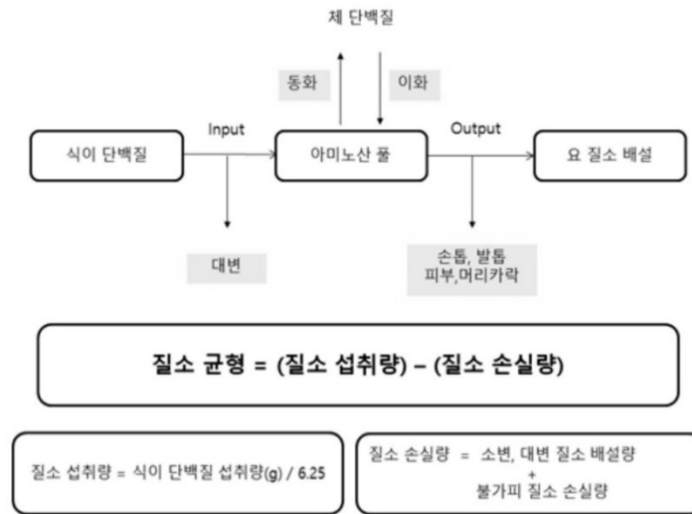 체 단백질
동화
이화
Input
Output
식이 단백질
아미노산 풀
요 질소 배설
대변
손톱, 발톱
피부,머리카락
질소 균형 = (질소 섭취량) – (질소 손실량)
질소 섭취량 = 식이 단백질 섭취량(g) / 6.25
질소 손실량 = 소변, 대변 질소 배설량
+
불가피 질소 손실량